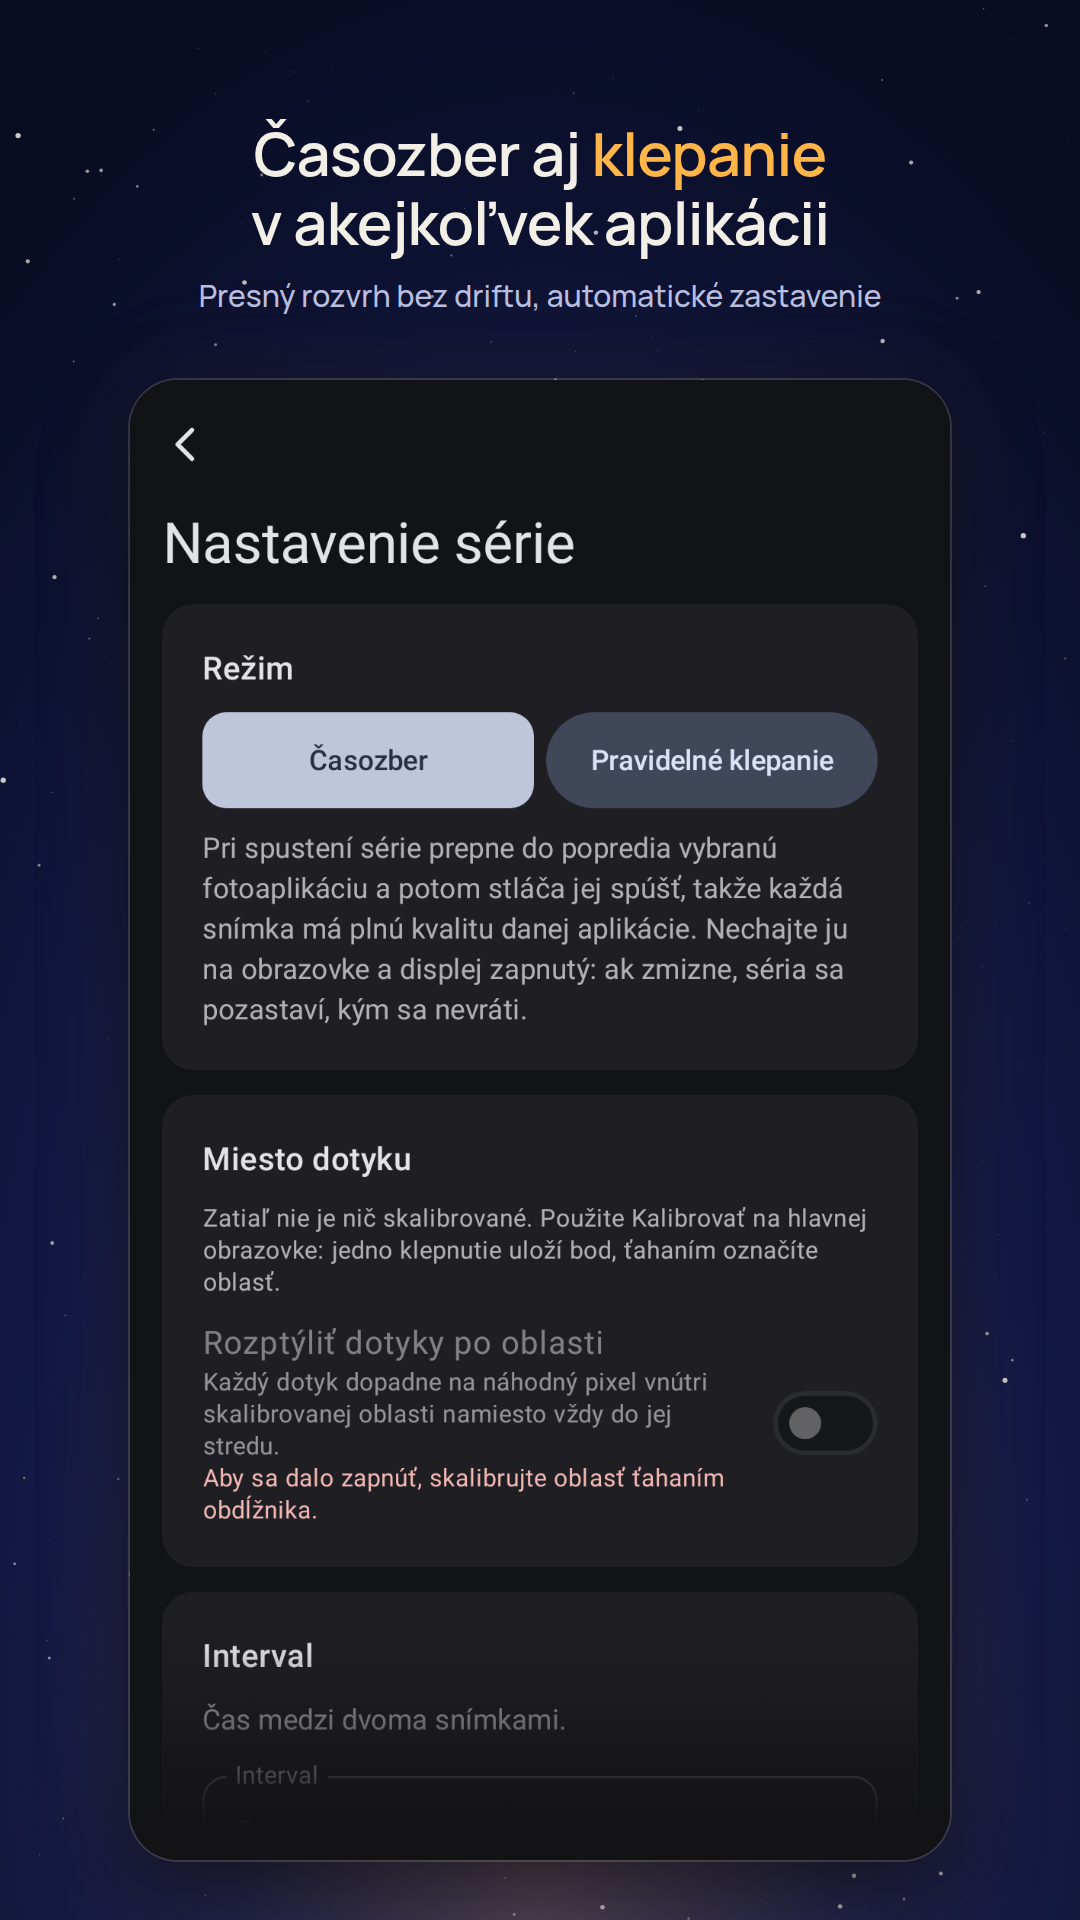 Časozber aj klepanie
v akejkoľvek aplikácii
Presný rozvrh bez driftu, automatické zastavenie
Nastavenie série
Režim
Časozber
Pravidelné klepanie
Pri spustení série prepne do popredia vybranú
fotoaplikáciu a potom stláča jej spúšť, takže každá
snímka má plnú kvalitu danej aplikácie. Nechajte ju
na obrazovke a displej zapnutý: ak zmizne, séria sa
pozastaví, kým sa nevráti.
Miesto dotyku
Zatiaľ nie je nič skalibrované. Použite Kalibrovať na hlavnej
obrazovke: jedno klepnutie uloží bod, ťahaním označíte
oblasť.
Rozptýliť dotyky po oblasti
Každý dotyk dopadne na náhodný pixel vnútri
skalibrovanej oblasti namiesto vždy do jej
stredu.
Aby sa dalo zapnúť, skalibrujte oblasť ťahaním
obdĺžnika.
Interval
Čas medzi dvoma snímkami.
Interval